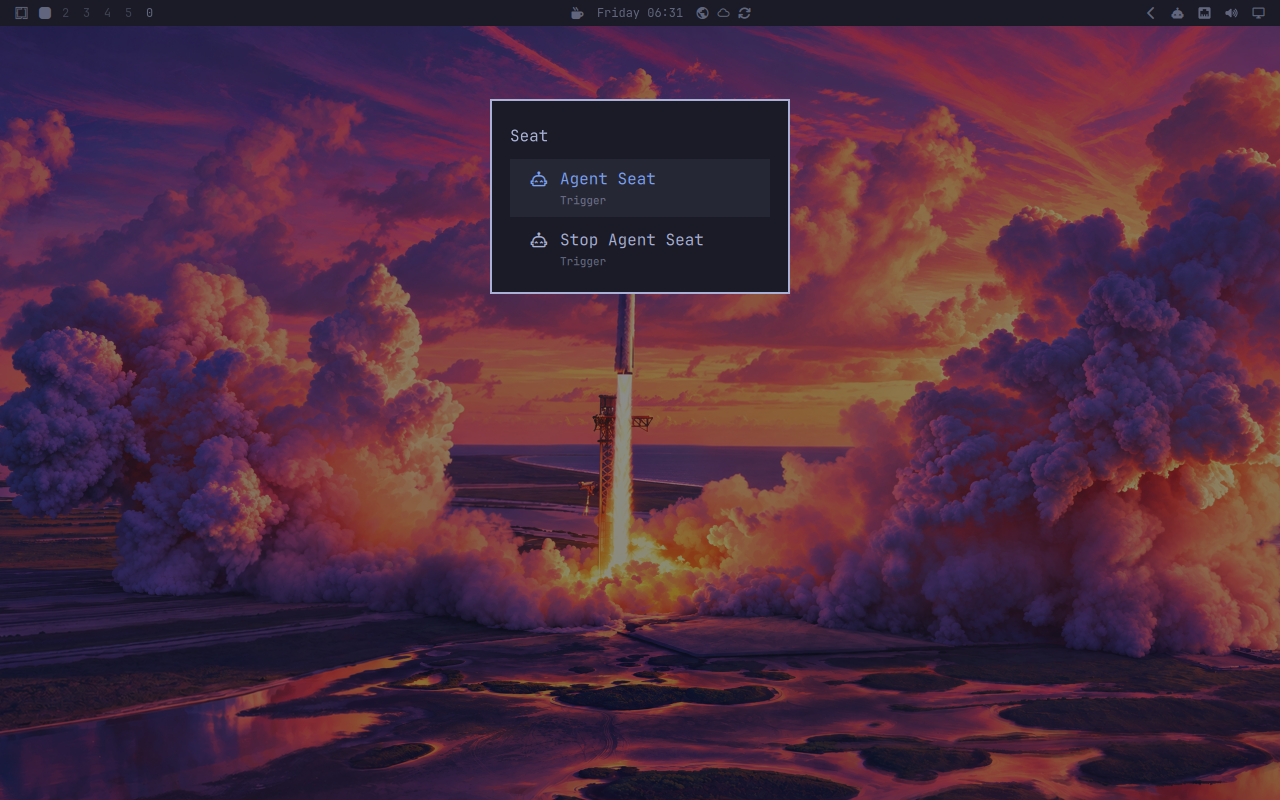 2 3 4 5 0
Friday 06:31
Seat
Agent Seat
Trigger
Stop Agent Seat
Trigger